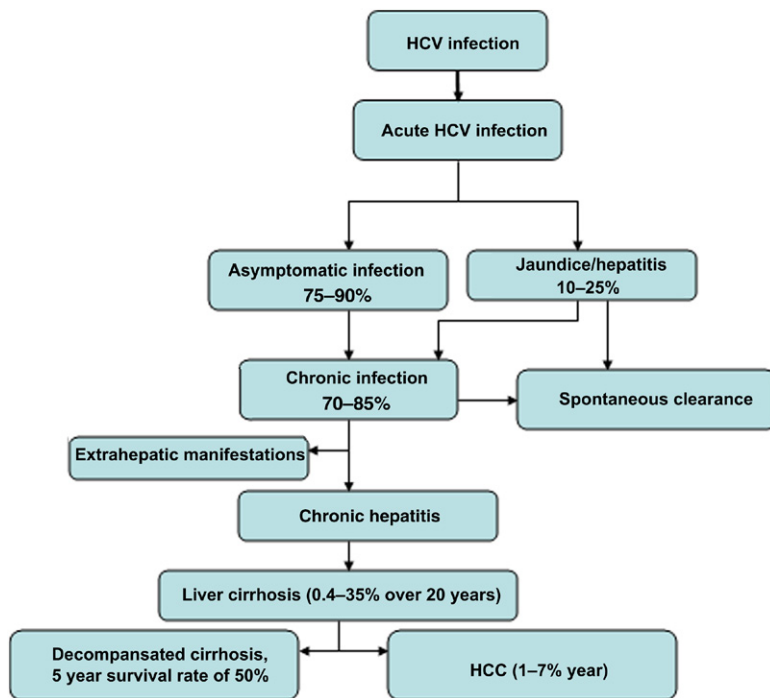 HCV infection
Acute HCV infection
Asymptomatic infection
75–90%
Jaundice/hepatitis
10–25%
Chronic infection
70–85%
Spontaneous clearance
Extrahepatic manifestations
Chronic hepatitis
Liver cirrhosis (0.4–35% over 20 years)
Decompansated cirrhosis,
5 year survival rate of 50%
HCC (1–7% year)